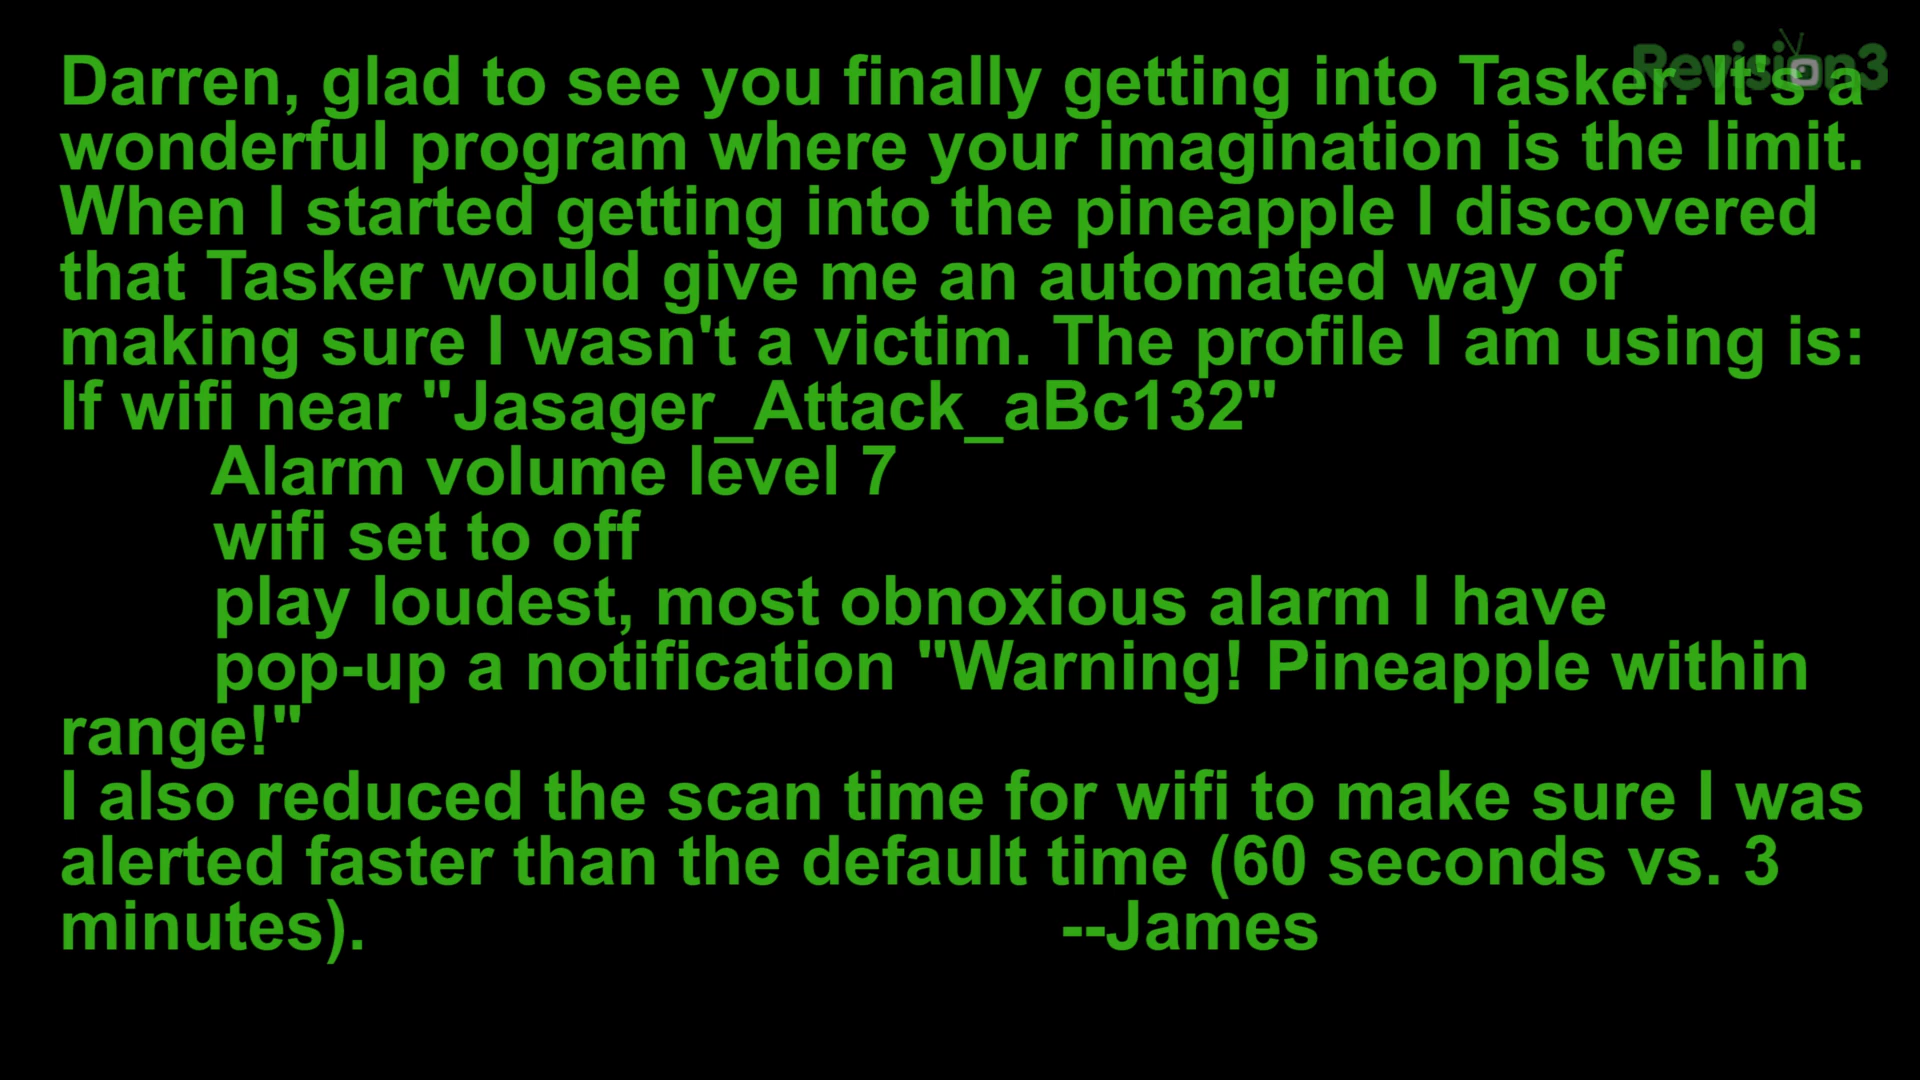 Revision3
Darren, glad to see you finally getting into Tasker. It's a
wonderful program where your imagination is the limit.
When I started getting into the pineapple I discovered
that Tasker would give me an automated way of
making sure I wasn't a victim. The profile I am using is:
If wifi near "Jasager_Attack_aBc132"
Alarm volume level 7
wifi set to off
play loudest, most obnoxious alarm I have
pop-up a notification "Warning! Pineapple within
range!"
I also reduced the scan time for wifi to make sure I was
alerted faster than the default time (60 seconds vs. 3
minutes). --James